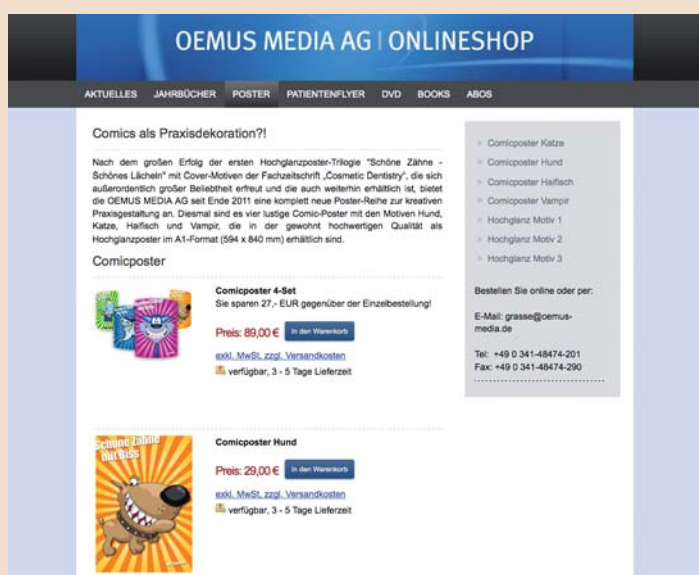 OEMUS MEDIA AG | ONLINESHOP
AKTUELLES JAHRBÜCHER POSTER PATIENTENFLYER DVD BOOKS ABOS
Comics als Praxisdekoration?!
Nach dem großen Erfolg der ersten Hochglanzposter-Trilogie "Schöne Zähne -
Schönes Lächeln" mit Cover-Motiven der Fachzeitschrift „Cosmetic Dentistry", die sich
außerordentlich großer Beliebtheit erfreut und die auch weiterhin erhältlich ist, bietet
die OEMUS MEDIA AG seit Ende 2011 eine komplett neue Poster-Reihe zur kreativen
Praxisgestaltung an. Diesmal sind es vier lustige Comic-Poster mit den Motiven Hund,
Katze, Haifisch und Vampir, die in der gewohnt hochwertigen Qualität als
Hochglanzposter im A1-Format (594 x 840 mm) erhältlich sind.
Comicposter
Comicposter 4-Set
Sie sparen 27,- EUR gegenüber der Einzelbestellung!
Preis: 89,00 € In den Warenkorb
exkl. MwSt, zzgl. Versandkosten
verfügbar, 3 - 5 Tage Lieferzeit
Schöne Zähne
mit Biss
Comicposter Hund
Preis: 29,00 € In den Warenkorb
exkl. MwSt, zzgl. Versandkosten
verfügbar, 3 - 5 Tage Lieferzeit
Comicposter Katze
Comicposter Hund
Comicposter Haifisch
Comicposter Vampir
Hochglanz Motiv 1
Hochglanz Motiv 2
Hochglanz Motiv 3
Bestellen Sie online oder per:
E-Mail: grasse@oemus-
media.de
Tel: +49 0 341-48474-201
Fax: +49 0 341-48474-290